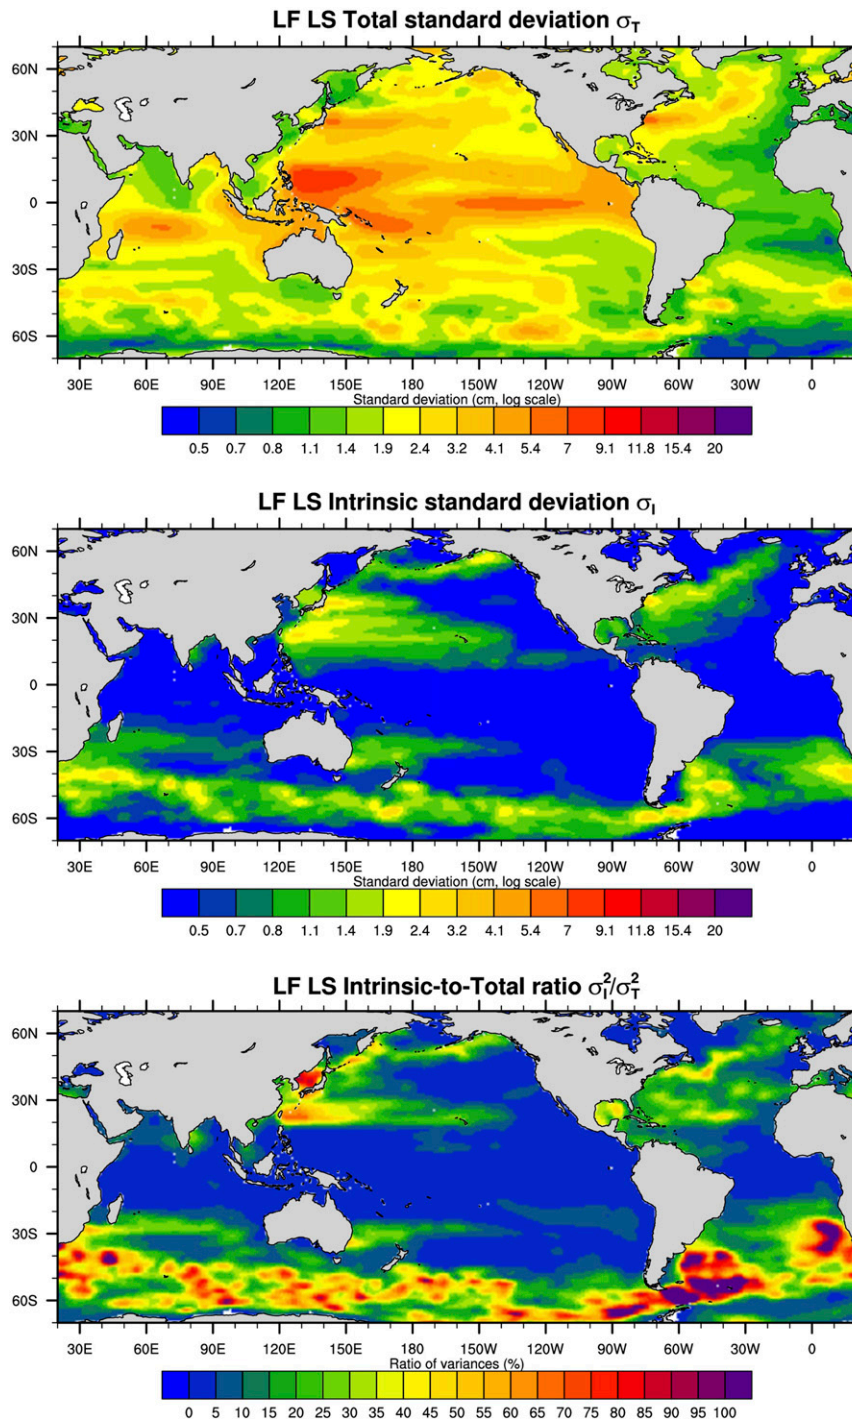 LF LS Total standard deviation σT
60N
30N
0
30S
60S
30E 60E 90E 120E 150E 180E 150W 120W 90W 60W 30W 0
Standard deviation (cm, log scale)
0.5 0.7 0.8 1.1 1.4 1.9 2.4 3.2 4.1 5.4 7 9.1 11.8 15.4 20
LF LS Intrinsic standard deviation σI
60N
30N
0
30S
60S
30E 60E 90E 120E 150E 180E 150W 120W 90W 60W 30W 0
Standard deviation (cm, log scale)
0.5 0.7 0.8 1.1 1.4 1.9 2.4 3.2 4.1 5.4 7 9.1 11.8 15.4 20
LF LS Intrinsic-to-Total ratio σI²/σT²
60N
30N
0
30S
60S
30E 60E 90E 120E 150E 180E 150W 120W 90W 60W 30W 0
Ratio of variances (%)
0 5 10 15 20 25 35 45 50 55 60 65 70 75 80 85 90 95 100